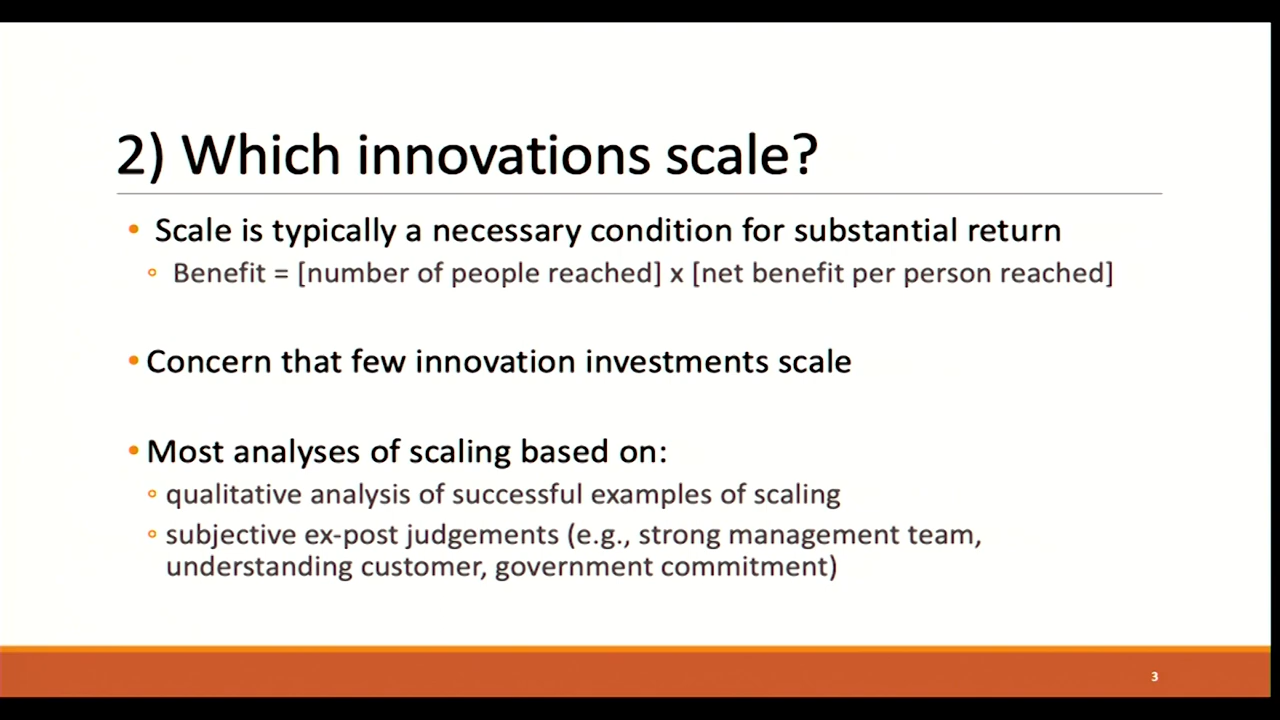 2) Which innovations scale?
• Scale is typically a necessary condition for substantial return
◦ Benefit = [number of people reached] x [net benefit per person reached]
• Concern that few innovation investments scale
• Most analyses of scaling based on:
◦ qualitative analysis of successful examples of scaling
◦ subjective ex-post judgements (e.g., strong management team,
understanding customer, government commitment)
3